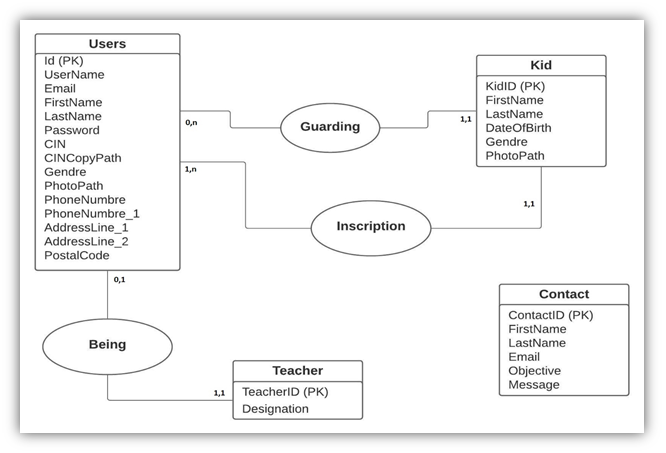 Users
Id (PK)
UserName
Email
FirstName
LastName
Password
CIN
CINCopyPath
Gendre
PhotoPath
PhoneNumbre
PhoneNumbre_1
AddressLine_1
AddressLine_2
PostalCode
0,n
1,n
0,1
Guarding
1,1
Kid
KidID (PK)
FirstName
LastName
DateOfBirth
Gendre
PhotoPath
1,1
Inscription
Being
1,1
Teacher
TeacherID (PK)
Designation
Contact
ContactID (PK)
FirstName
LastName
Email
Objective
Message